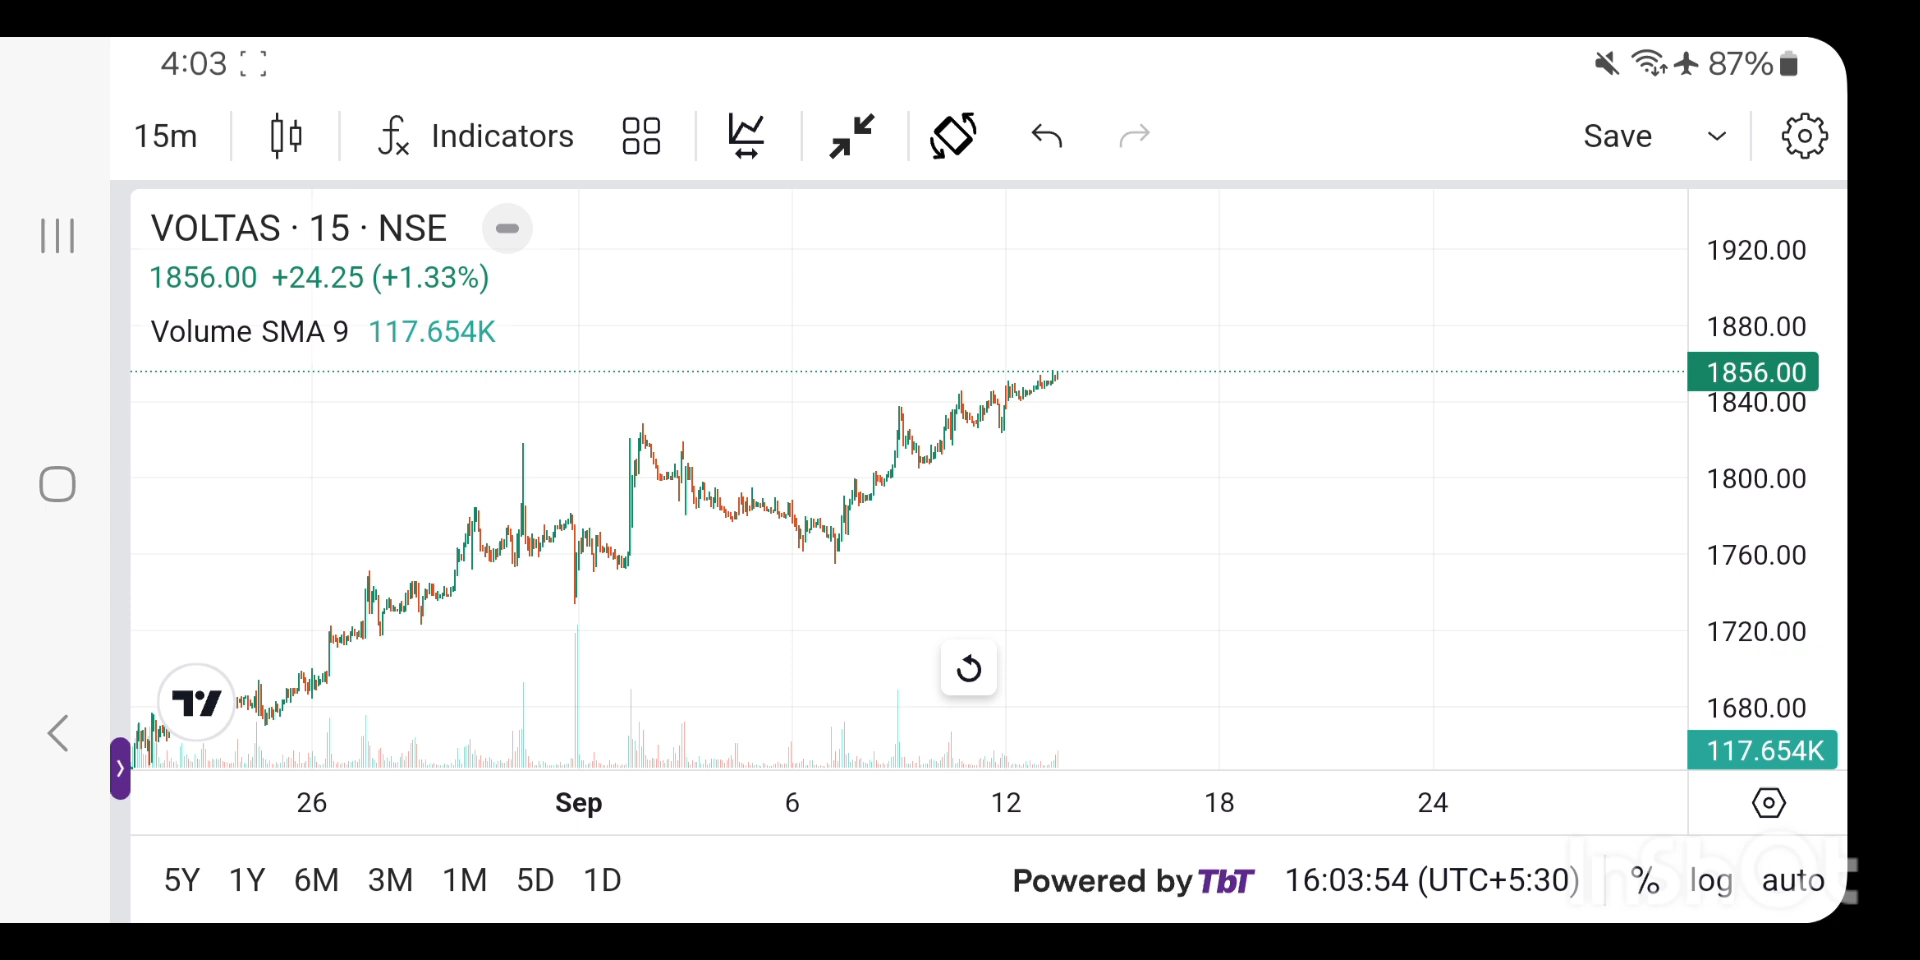 4:03
87%
15m
Indicators
Save
VOLTAS · 15 · NSE
1856.00 +24.25 (+1.33%)
Volume SMA 9 117.654K
1920.00
1880.00
1856.00
1840.00
1800.00
1760.00
1720.00
1680.00
117.654K
26 Sep 6 12 18 24
5Y 1Y 6M 3M 1M 5D 1D
Powered by TbT
16:03:54 (UTC+5:30)
% log auto
InShOt